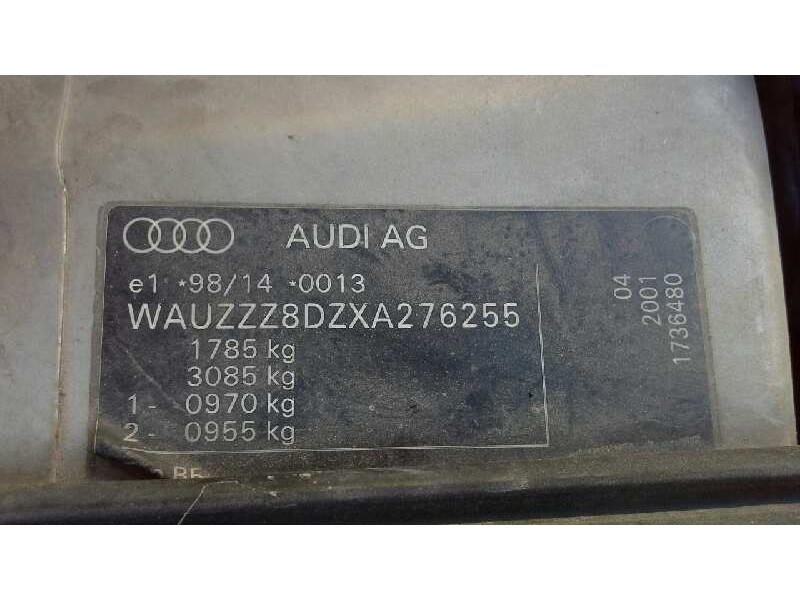 AUDI AG
e1 *98/14 *0013
WAUZZZ8DZXA276255
1785 kg
3085 kg
1- 0970 kg
2- 0955 kg
04
2001
1736480